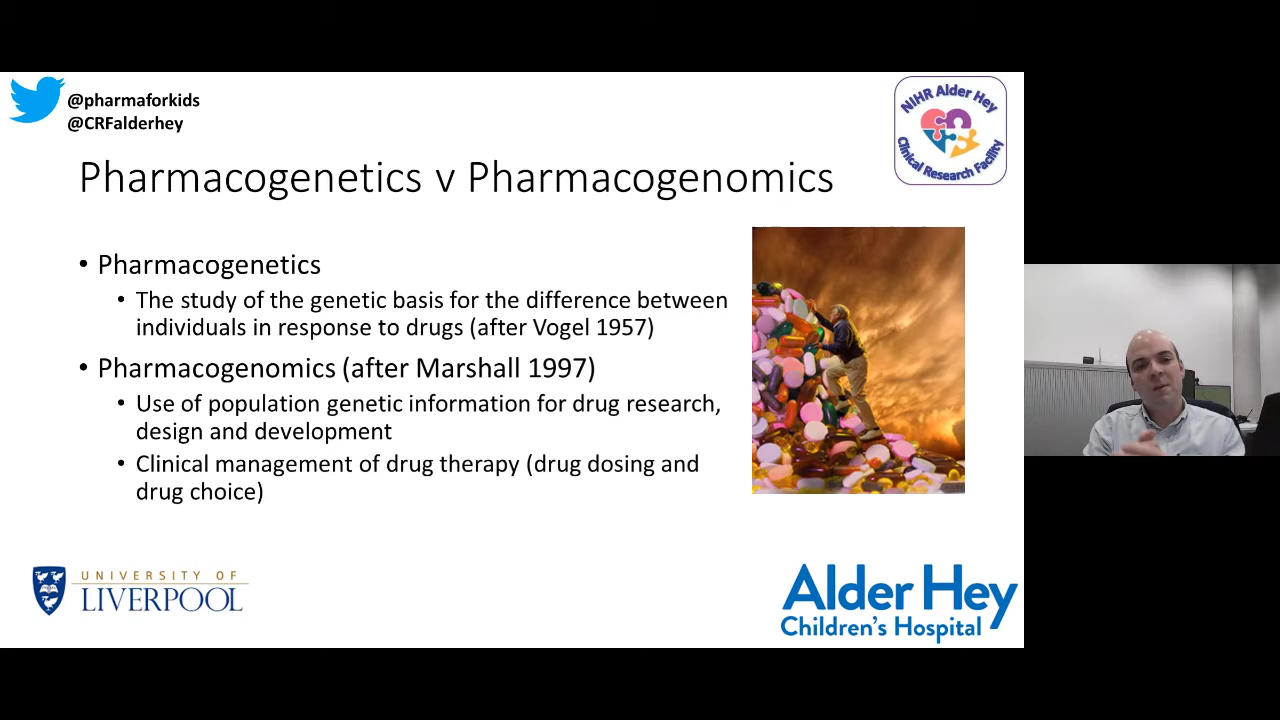 @pharmaforkids
@CRFalderhey
NIHR Alder Hey
Clinical Research Facility
Pharmacogenetics v Pharmacogenomics
• Pharmacogenetics
• The study of the genetic basis for the difference between
individuals in response to drugs (after Vogel 1957)
• Pharmacogenomics (after Marshall 1997)
• Use of population genetic information for drug research,
design and development
• Clinical management of drug therapy (drug dosing and
drug choice)
UNIVERSITY OF
LIVERPOOL
Alder Hey
Children's Hospital